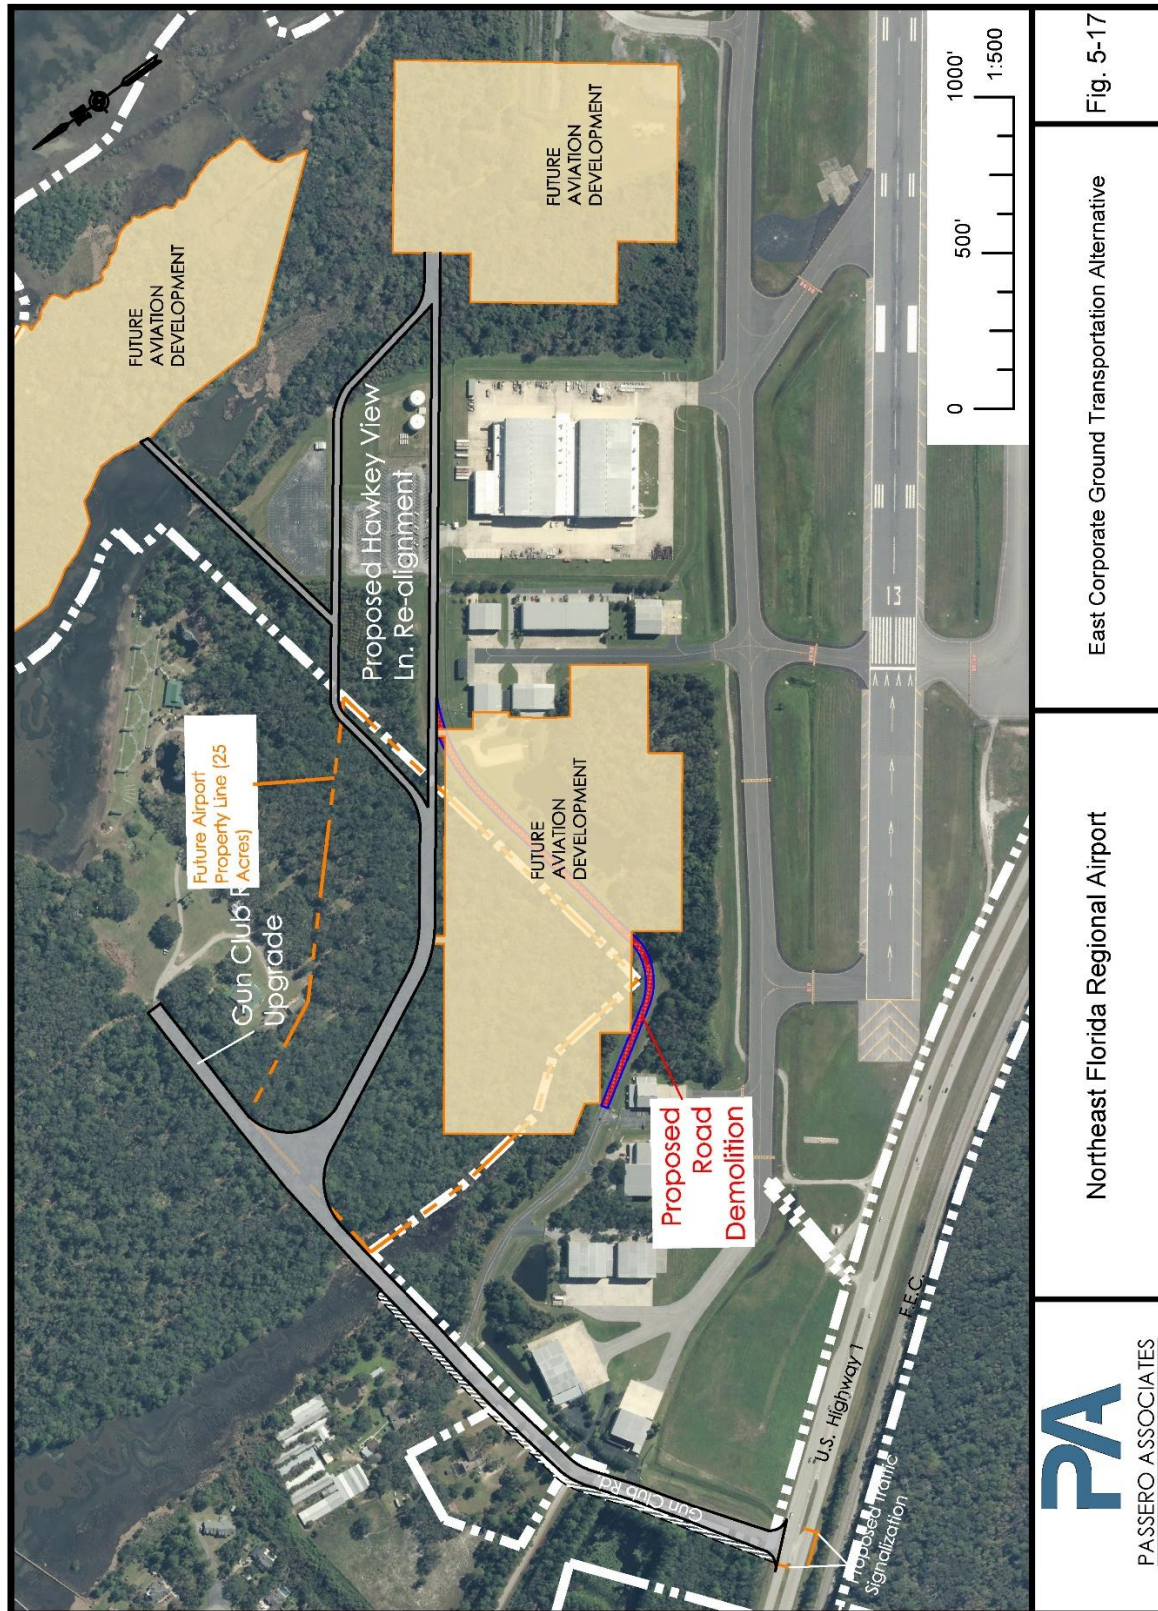 FUTURE
AVIATION
DEVELOPMENT
FUTURE
AVIATION
DEVELOPMENT
Proposed Hawkey View
Ln. Re-alignment
Future Airport
Property Line (25
Acres)
Gun Club R
Upgrade
FUTURE
AVIATION
DEVELOPMENT
Proposed
Road
Demolition
13
Gun Club Rd.
U.S. Highway 1
F.E.C.
Proposed Traffic
Signalization
0
500'
1000'
1:500
PA
PASSERO ASSOCIATES
Northeast Florida Regional Airport
East Corporate Ground Transportation Alternative
Fig. 5-17